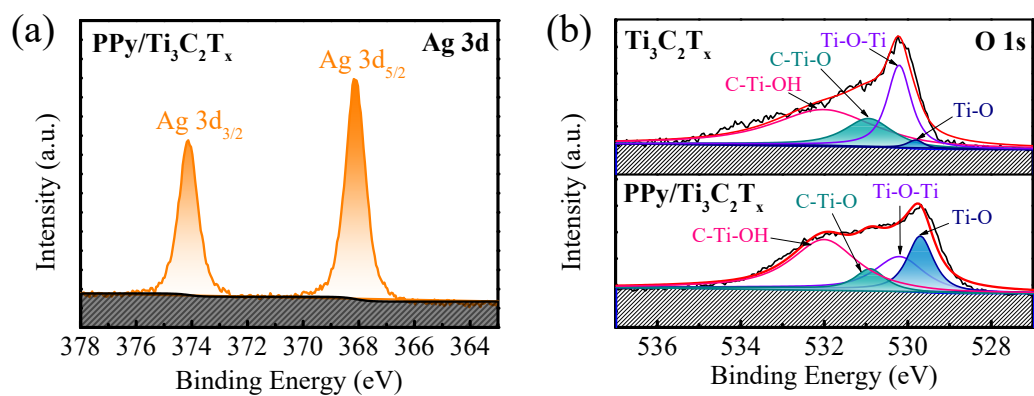 (a)
PPy/Ti₃C₂Tₓ
Ag 3d
Ag 3d₅/₂
Ag 3d₃/₂
Intensity (a.u.)
378 376 374 372 370 368 366 364
Binding Energy (eV)
(b)
Ti₃C₂Tₓ
O 1s
Ti-O-Ti
C-Ti-O
C-Ti-OH
Ti-O
PPy/Ti₃C₂Tₓ
C-Ti-O
Ti-O-Ti
Ti-O
C-Ti-OH
Intensity (a.u.)
536 534 532 530 528
Binding Energy (eV)